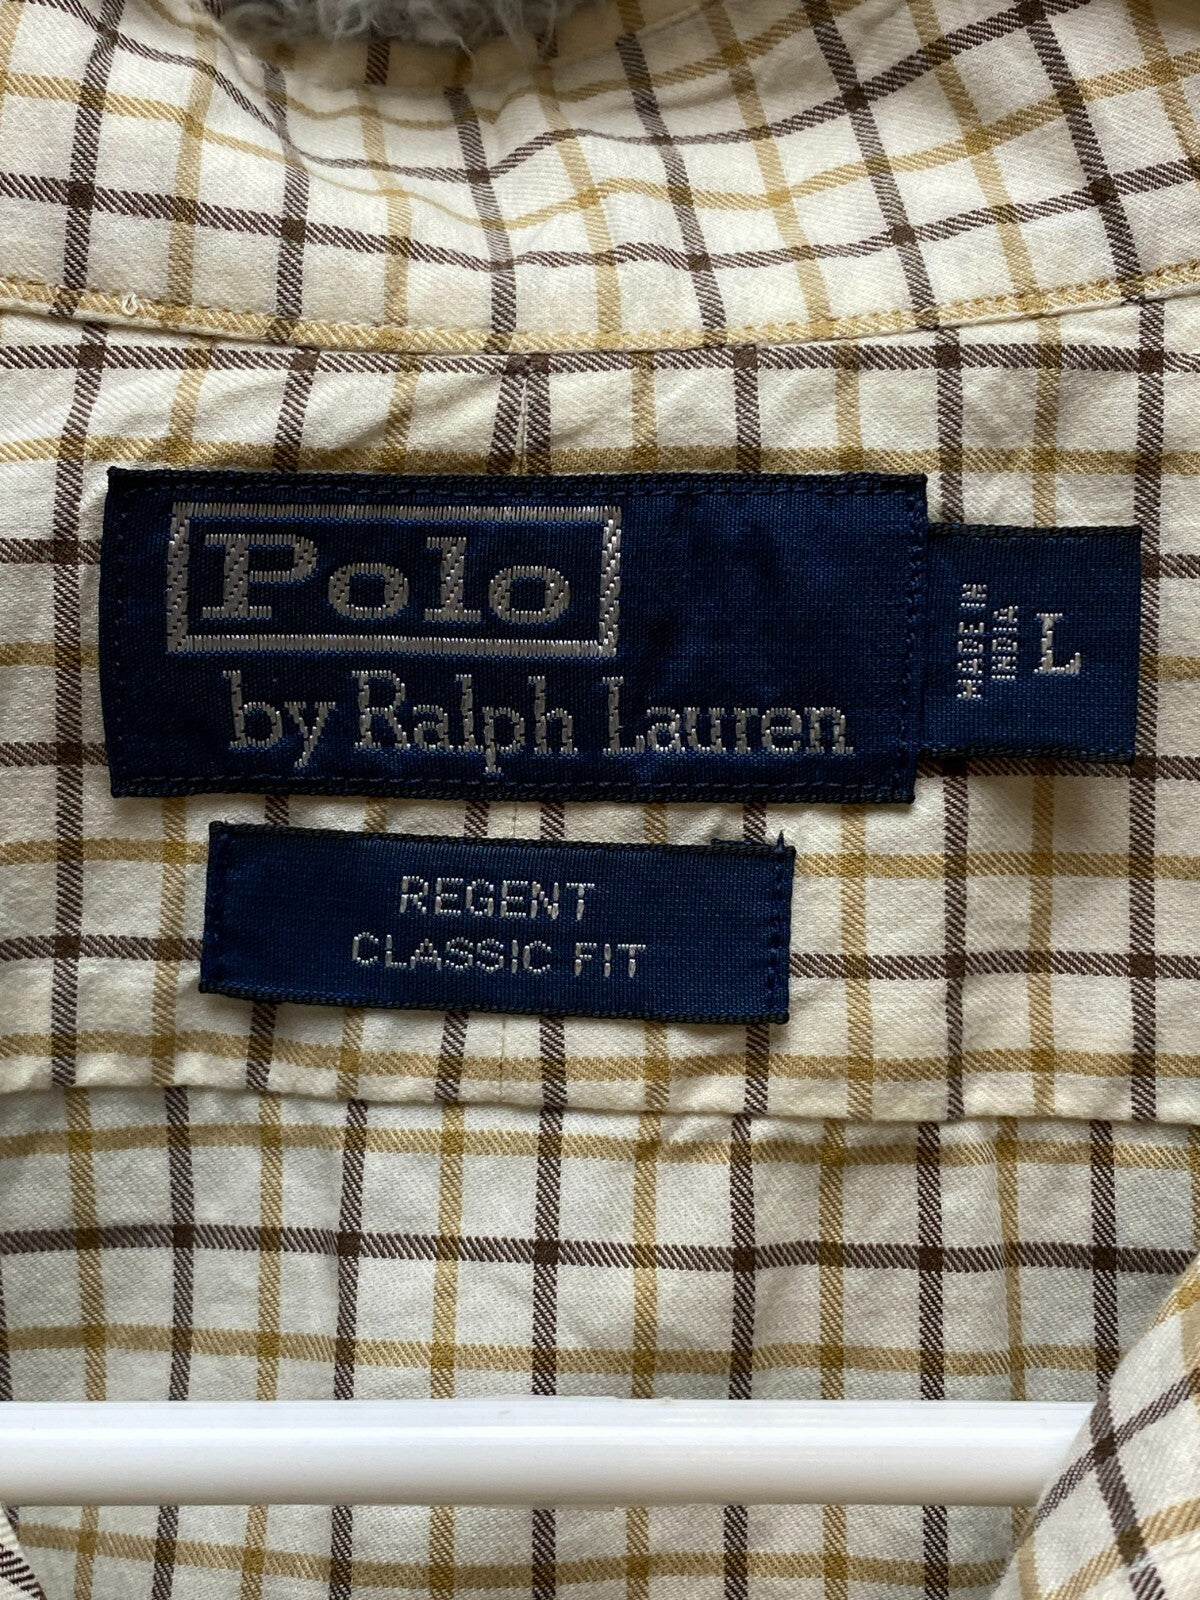 Polo
by Ralph Lauren
MADE IN
INDIA
L
REGENT
CLASSIC FIT